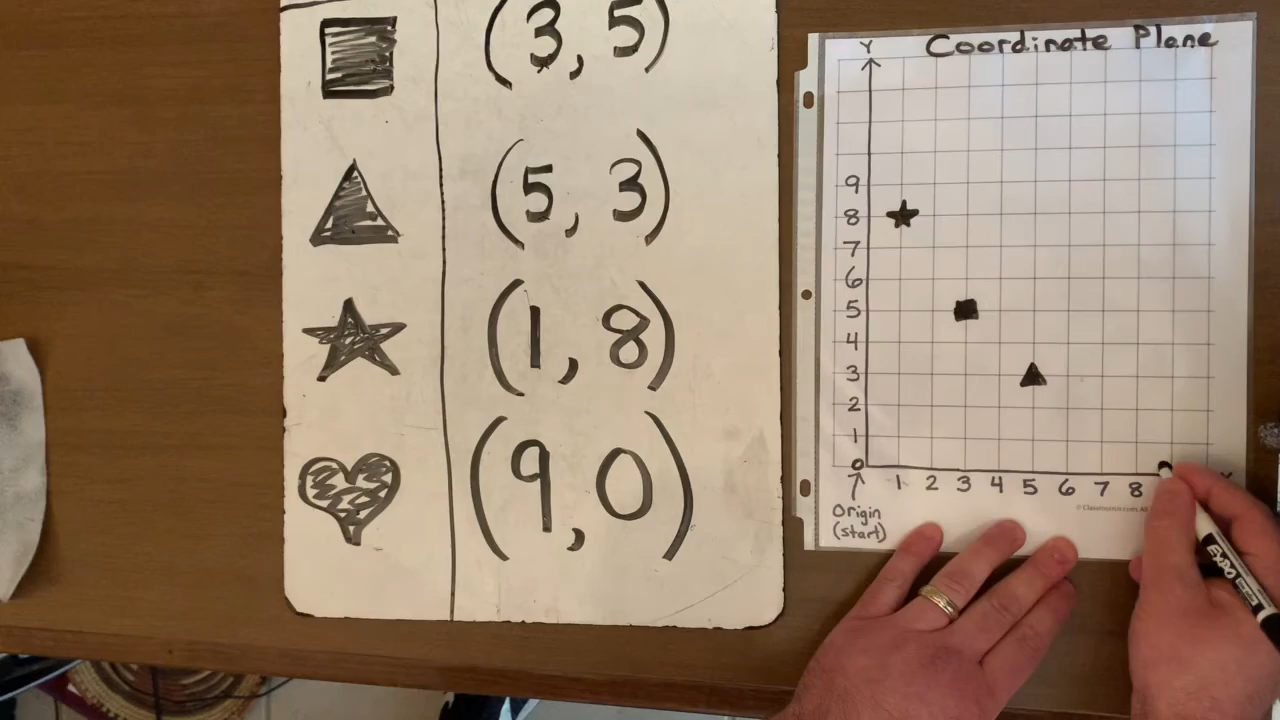 (3, 5)
(5, 3)
(1, 8)
(9, 0)
Coordinate Plane
Y
9
8
7
6
5
4
3
2
1
0
1 2 3 4 5 6 7 8
Origin
(start)
EXPO